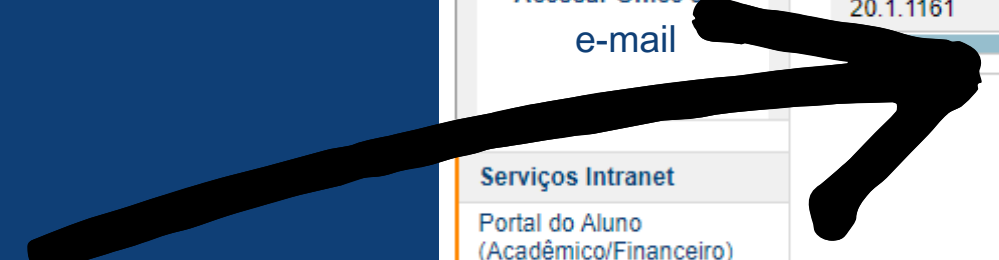 20.1.1161
e-mail
Serviços Intranet
Portal do Aluno
(Acadêmico/Financeiro)